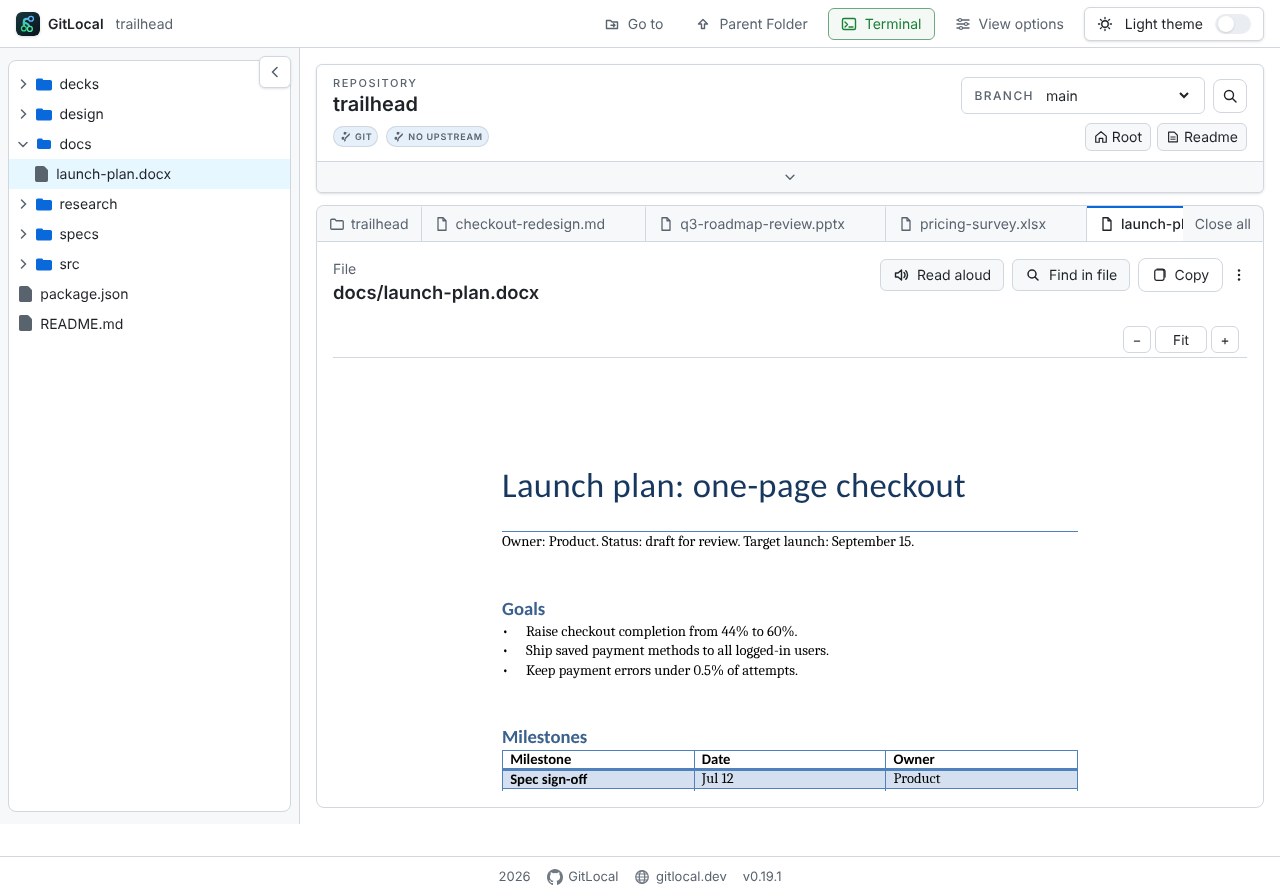 GitLocal trailhead Go to Parent Folder Terminal View options Light theme
decks
design
docs
launch-plan.docx
research
specs
src
package.json
README.md
REPOSITORY
trailhead
BRANCH main
GIT NO UPSTREAM
Root Readme
trailhead checkout-redesign.md q3-roadmap-review.pptx pricing-survey.xlsx launch-pl Close all
File
docs/launch-plan.docx
Read aloud Find in file Copy
− Fit +
Launch plan: one-page checkout
Owner: Product. Status: draft for review. Target launch: September 15.
Goals
• Raise checkout completion from 44% to 60%.
• Ship saved payment methods to all logged-in users.
• Keep payment errors under 0.5% of attempts.
Milestones
Milestone Date Owner
Spec sign-off Jul 12 Product
2026 GitLocal gitlocal.dev v0.19.1